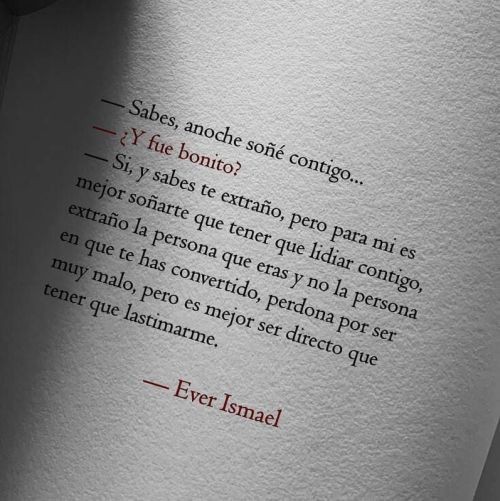 — Sabes, anoche soñé contigo...
— ¿Y fue bonito?
— Si, y sabes te extraño, pero para mi es
mejor soñarte que tener que lidiar contigo,
extraño la persona que eras y no la persona
en que te has convertido, perdona por ser
muy malo, pero es mejor ser directo que
tener que lastimarme.
— Ever Ismael